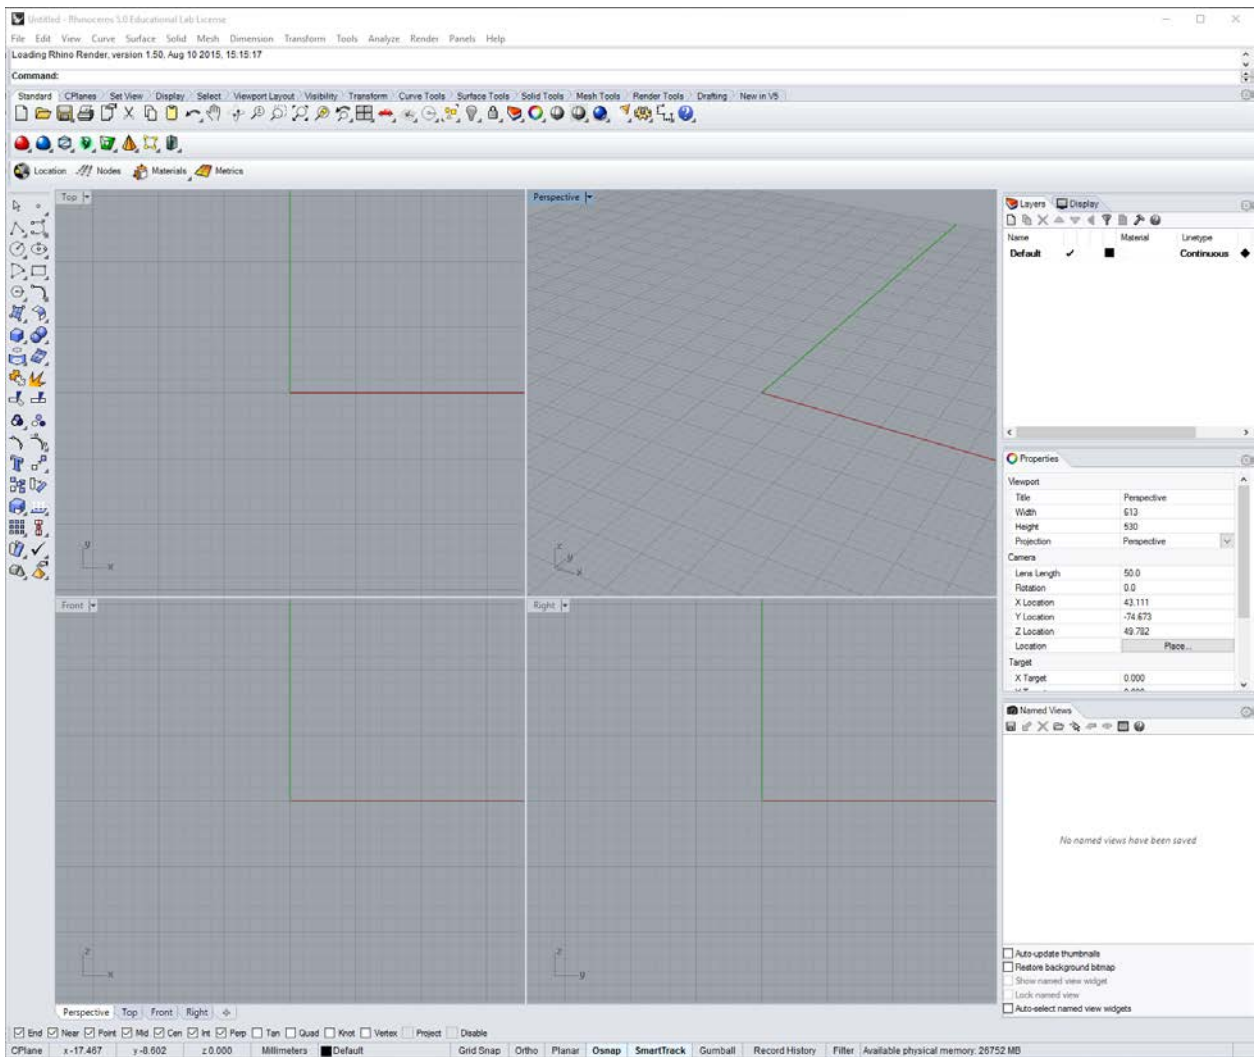 Untitled - Rhinoceros 5.0 Educational Lab License
File Edit View Curve Surface Solid Mesh Dimension Transform Tools Analyze Render Panels Help
Loading Rhino Render, version 1.50, Aug 10 2015, 15:15:17
Command:
Standard CPlanes Set View Display Select Viewport Layout Visibility Transform Curve Tools Surface Tools Solid Tools Mesh Tools Render Tools Drafting New in V5
Location Nodes Materials Metrics
Top
Perspective
Layers Display
Name Material Linetype
Default Continuous
Properties
Viewport
Title Perspective
Width 613
Height 530
Projection Perspective
Camera
Lens Length 50.0
Rotation 0.0
X Location 43.111
Y Location -74.673
Z Location 49.782
Location Place...
Target
X Target 0.000
y
x
z
y
x
Front
Right
Named Views
No named views have been saved
z
x
z
y
Auto-update thumbnails
Restore background bitmap
Show named view widget
Lock named view
Auto-select named view widgets
Perspective Top Front Right
End Near Point Mid Cen Int Perp Tan Quad Knot Vertex Project Disable
CPlane x -17.467 y -8.602 z 0.000 Millimeters Default Grid Snap Ortho Planar Osnap SmartTrack Gumball Record History Filter Available physical memory: 26752 MB